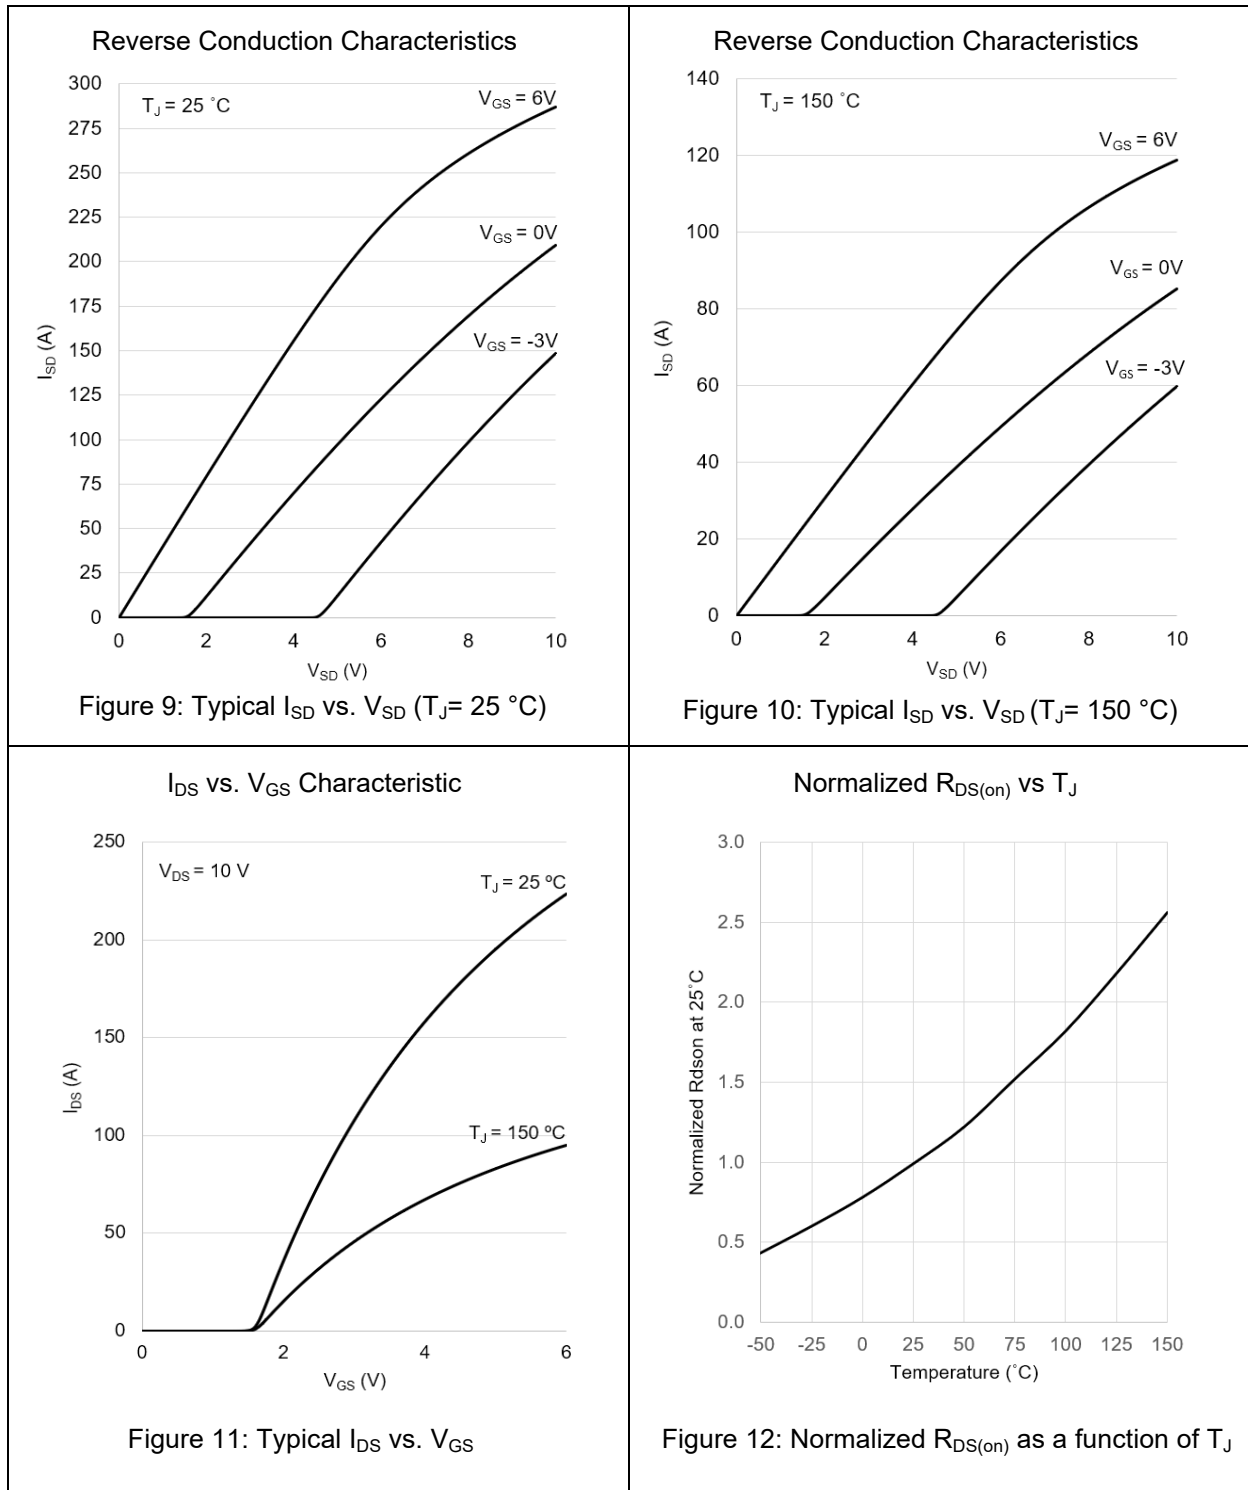 Reverse Conduction Characteristics
300
275
250
225
200
175
150
125
100
75
50
25
0
I_SD (A)
T_J = 25 ˚C
V_GS = 6V
V_GS = 0V
V_GS = -3V
0 2 4 6 8 10
V_SD (V)
Figure 9: Typical I_SD vs. V_SD (T_J= 25 °C)
Reverse Conduction Characteristics
140
120
100
80
60
40
20
0
I_SD (A)
T_J = 150 ˚C
V_GS = 6V
V_GS = 0V
V_GS = -3V
0 2 4 6 8 10
V_SD (V)
Figure 10: Typical I_SD vs. V_SD (T_J= 150 °C)
I_DS vs. V_GS Characteristic
250
200
150
100
50
0
I_DS (A)
V_DS = 10 V
T_J = 25 ºC
T_J = 150 ºC
0 2 4 6
V_GS (V)
Figure 11: Typical I_DS vs. V_GS
Normalized R_DS(on) vs T_J
3.0
2.5
2.0
1.5
1.0
0.5
0.0
Normalized Rdson at 25˚C
-50 -25 0 25 50 75 100 125 150
Temperature (˚C)
Figure 12: Normalized R_DS(on) as a function of T_J